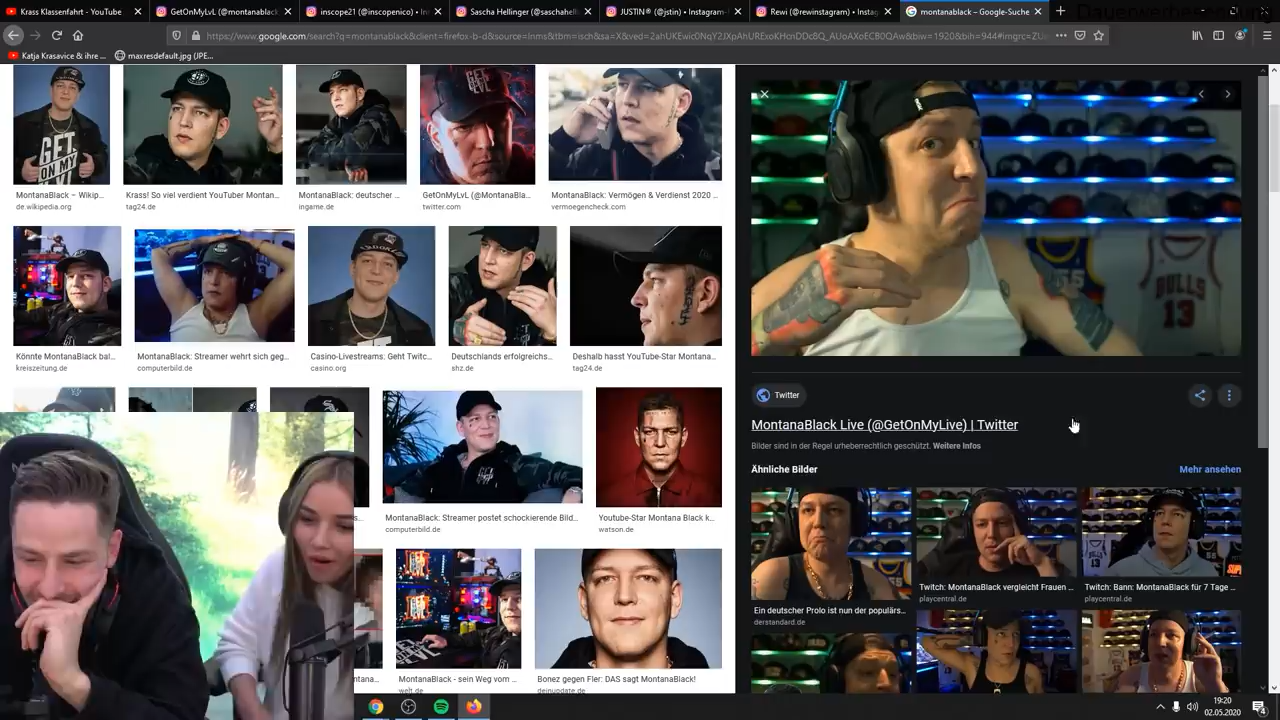 Krass Klassenfahrt - YouTube
GetOnMyLvL (@montanablack
inscope21 (@inscopenico) • In
Sascha Hellinger (@saschahell
JUSTIN® (@jstin) • Instagram-F
Rewi (@rewinstagram) • Instag
montanablack – Google-Suche
Dauerwerbesendung
Katja Krasavice & ihre ...
maxresdefault.jpg (JPE...
GET
ON MY
MontanaBlack – Wikip...
de.wikipedia.org
Krass! So viel verdient YouTuber Montan...
tag24.de
MontanaBlack: deutscher ...
ingame.de
GetOnMyLvL (@MontanaBla...
twitter.com
MontanaBlack: Vermögen & Verdienst 2020 ...
vermoegencheck.com
Könnte MontanaBlack bal...
kreiszeitung.de
MontanaBlack: Streamer wehrt sich geg...
computerbild.de
Casino-Livestreams: Geht Twitc...
casino.org
Deutschlands erfolgreichs...
shz.de
Deshalb hasst YouTube-Star Montana...
tag24.de
MontanaBlack: Streamer postet schockierende Bild...
computerbild.de
Youtube-Star Montana Black k...
watson.de
MontanaBlack - sein Weg vom ...
welt.de
Bonez gegen Fler: DAS sagt MontanaBlack!
deinupdate.de
BULLS
13
Twitter
MontanaBlack Live (@GetOnMyLive) | Twitter
Bilder sind in der Regel urheberrechtlich geschützt. Weitere Infos
Ähnliche Bilder
Mehr ansehen
Ein deutscher Prolo ist nun der populärs...
derstandard.de
Twitch: MontanaBlack vergleicht Frauen ...
playcentral.de
Twitch: Bann: MontanaBlack für 7 Tage ...
playcentral.de
19:20
02.05.2020